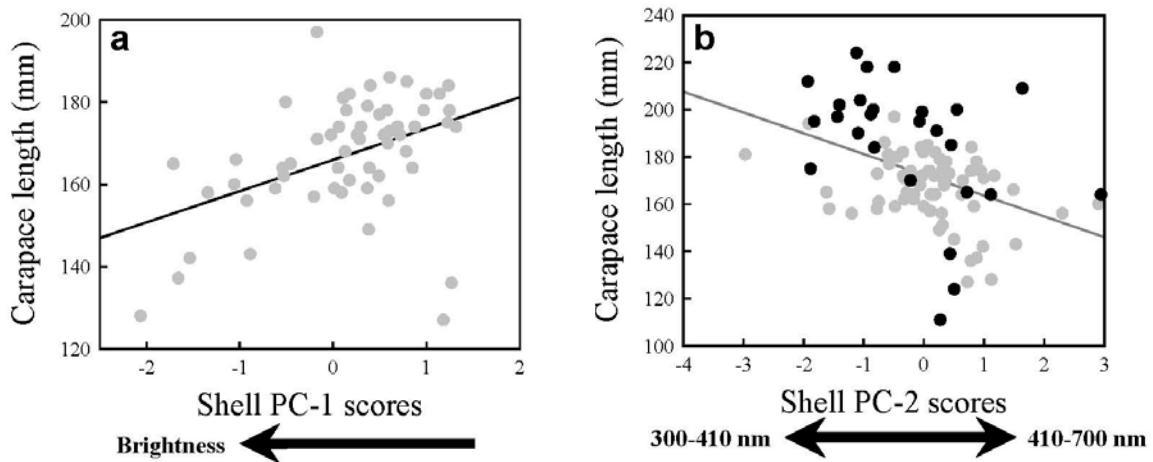 a
Carapace length (mm)
200
180
160
140
120
-2
-1
0
1
2
Shell PC-1 scores
Brightness
b
Carapace length (mm)
240
220
200
180
160
140
120
100
-4
-3
-2
-1
0
1
2
3
Shell PC-2 scores
300-410 nm
410-700 nm